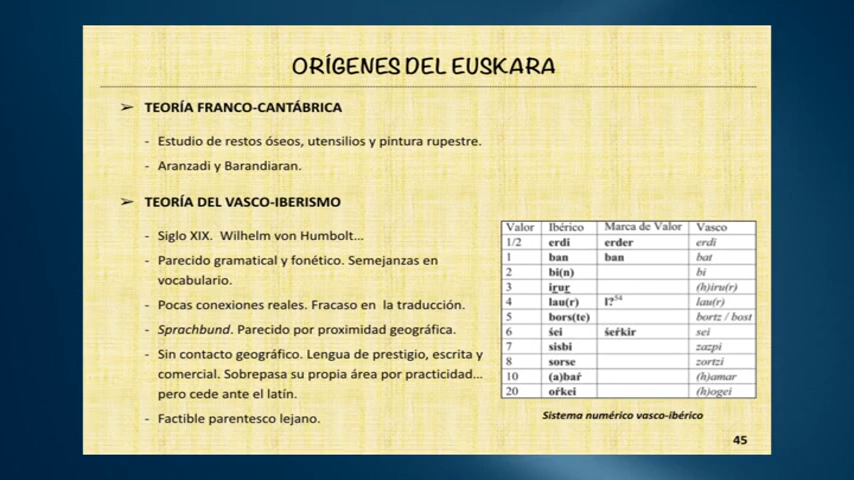 ORÍGENES DEL EUSKARA
➢ TEORÍA FRANCO-CANTÁBRICA
- Estudio de restos óseos, utensilios y pintura rupestre.
- Aranzadi y Barandiaran.
➢ TEORÍA DEL VASCO-IBERISMO
- Siglo XIX. Wilhelm von Humbolt...
- Parecido gramatical y fonético. Semejanzas en
vocabulario.
- Pocas conexiones reales. Fracaso en la traducción.
- Sprachbund. Parecido por proximidad geográfica.
- Sin contacto geográfico. Lengua de prestigio, escrita y
comercial. Sobrepasa su propia área por practicidad...
pero cede ante el latín.
- Factible parentesco lejano.
Valor Ibérico Marca de Valor Vasco
1/2 erdi erder erdi
1 ban ban bat
2 bi(n) bi
3 irur (h)iru(r)
4 lau(r) l?54 lau(r)
5 bors(te) bortz / bost
6 śei śeŕkir sei
7 sisbi zazpi
8 sorse zortzi
10 (a)baŕ (h)amar
20 oŕkei (h)ogei
Sistema numérico vasco-ibérico
45